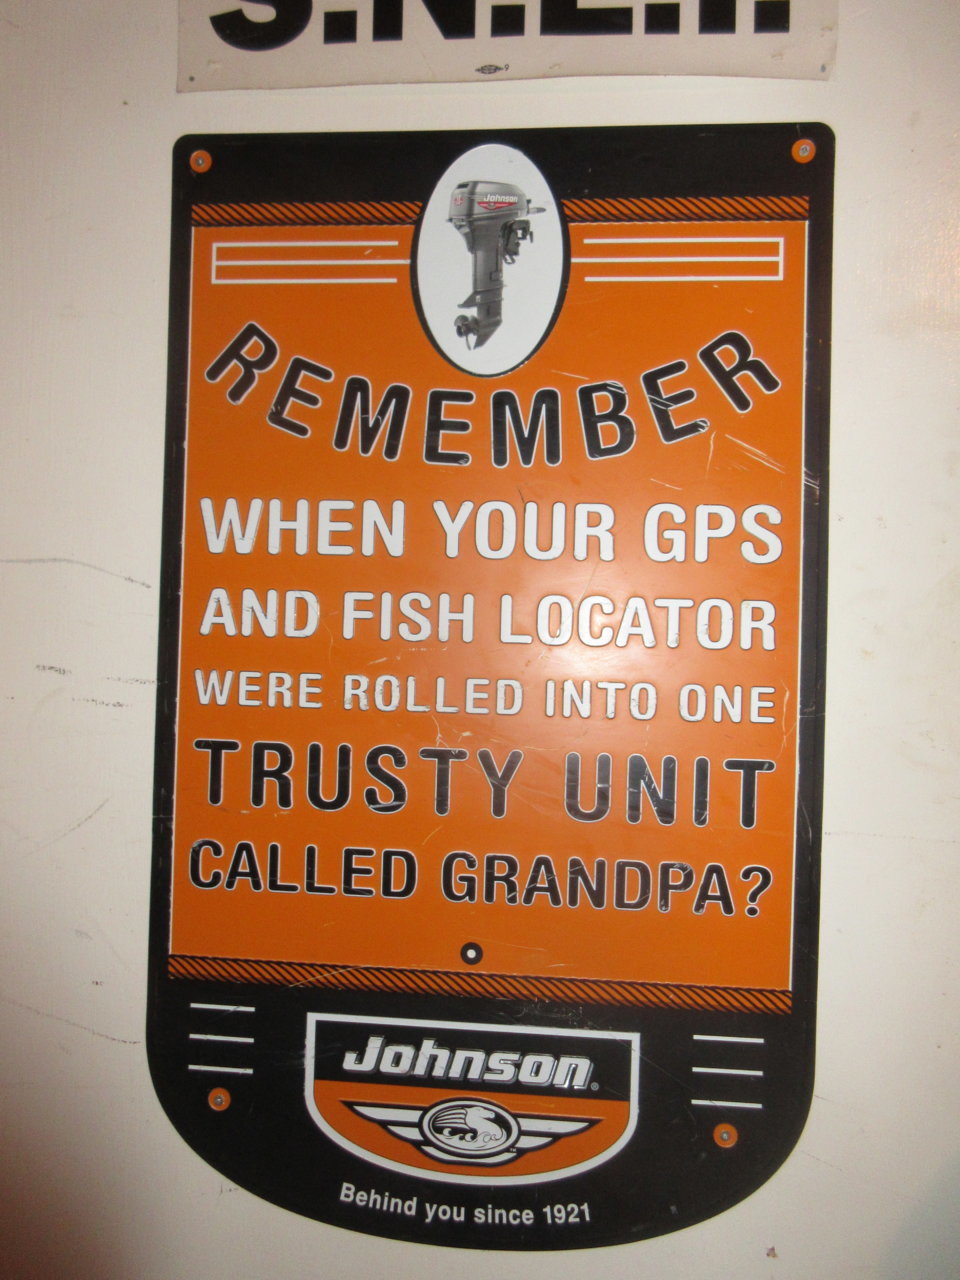 Johnson
REMEMBER
WHEN YOUR GPS
AND FISH LOCATOR
WERE ROLLED INTO ONE
TRUSTY UNIT
CALLED GRANDPA?
Johnson®
™
Behind you since 1921